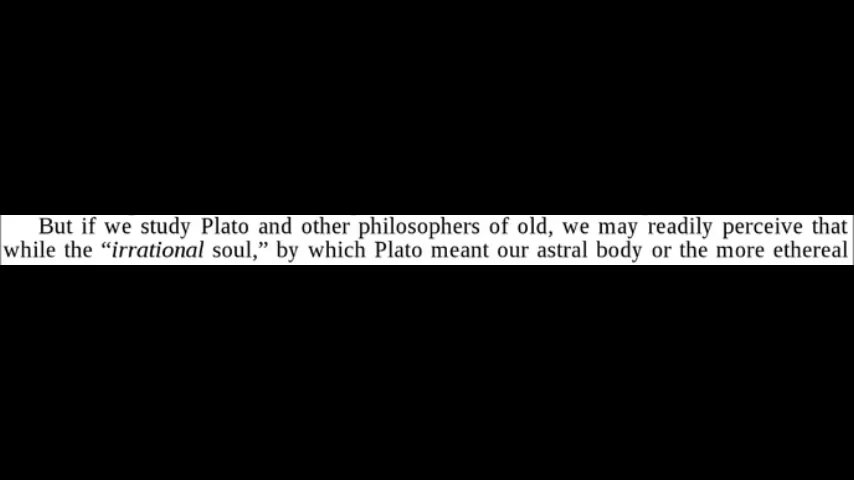 But if we study Plato and other philosophers of old, we may readily perceive that
while the “irrational soul,” by which Plato meant our astral body or the more ethereal